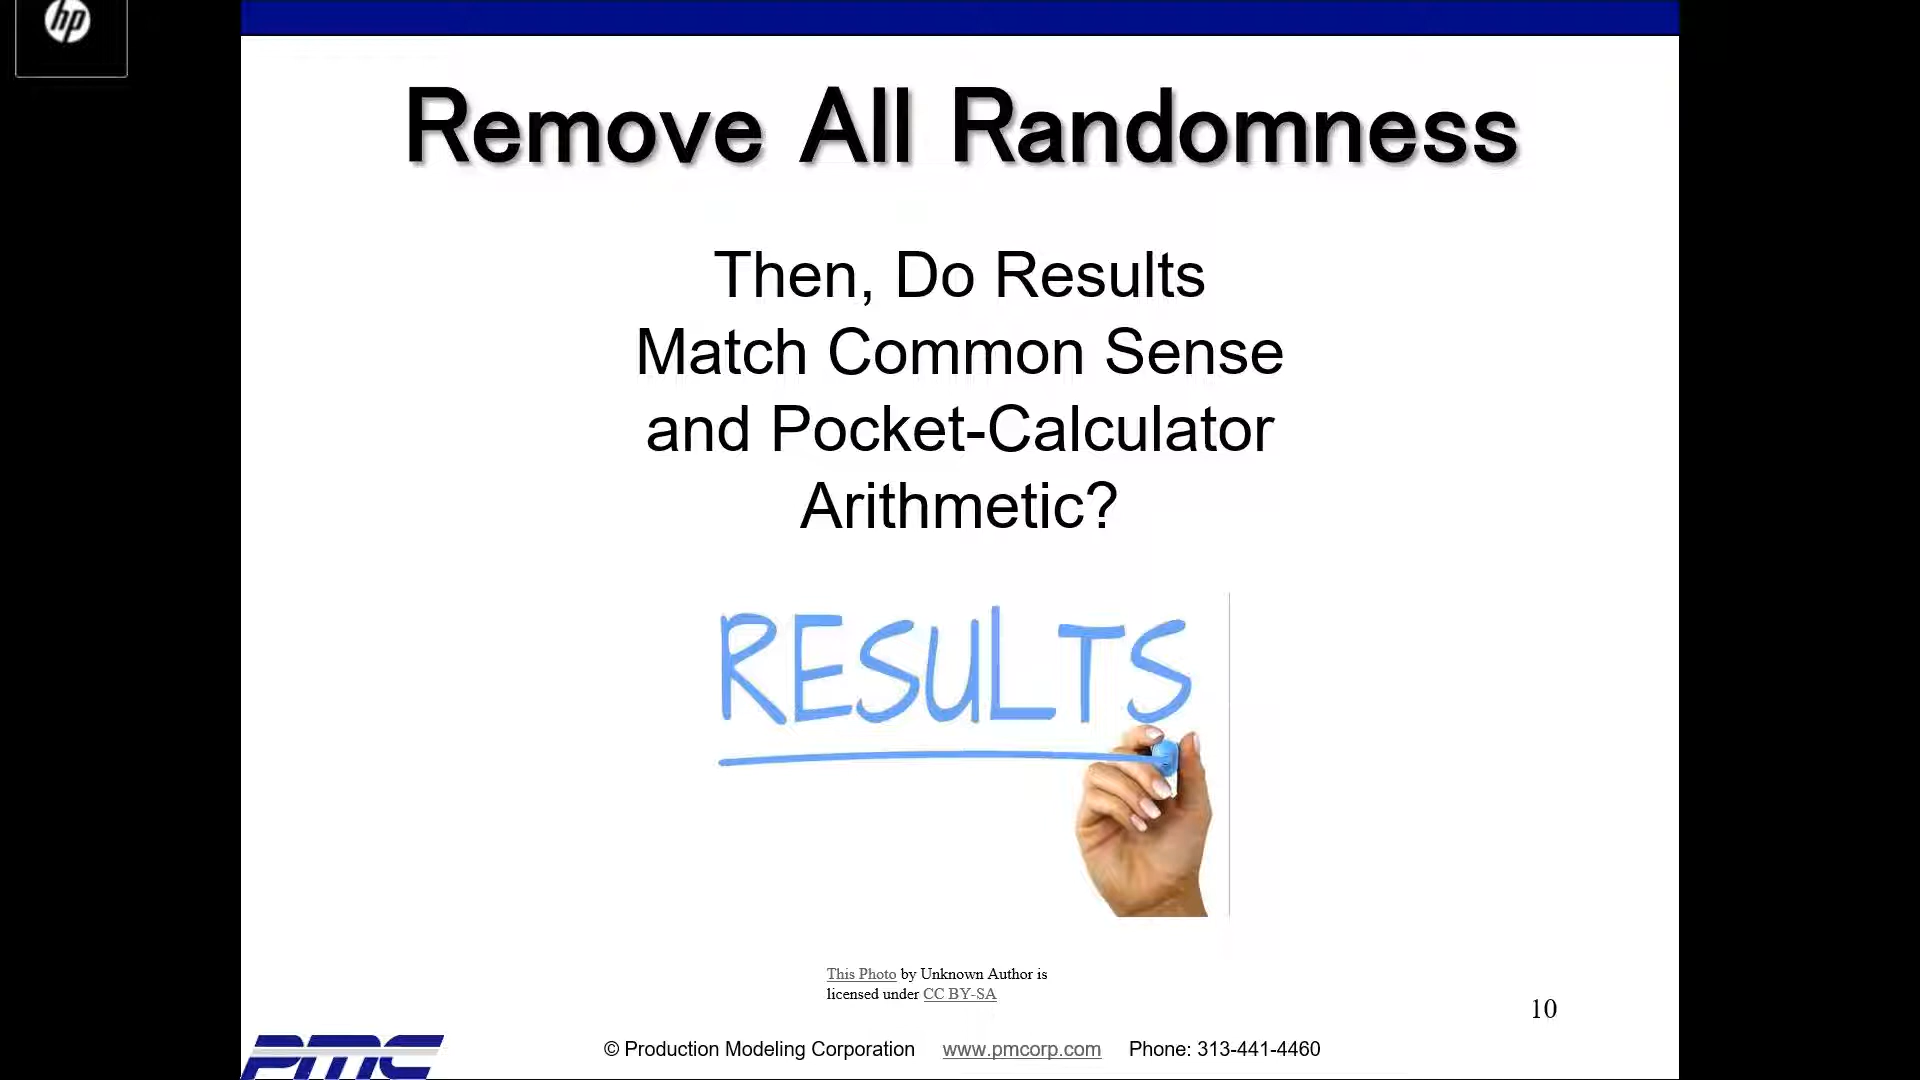 hp
Remove All Randomness
Then, Do Results
Match Common Sense
and Pocket-Calculator
Arithmetic?
RESULTS
This Photo by Unknown Author is
licensed under CC BY-SA
10
PMC
© Production Modeling Corporation www.pmcorp.com Phone: 313-441-4460